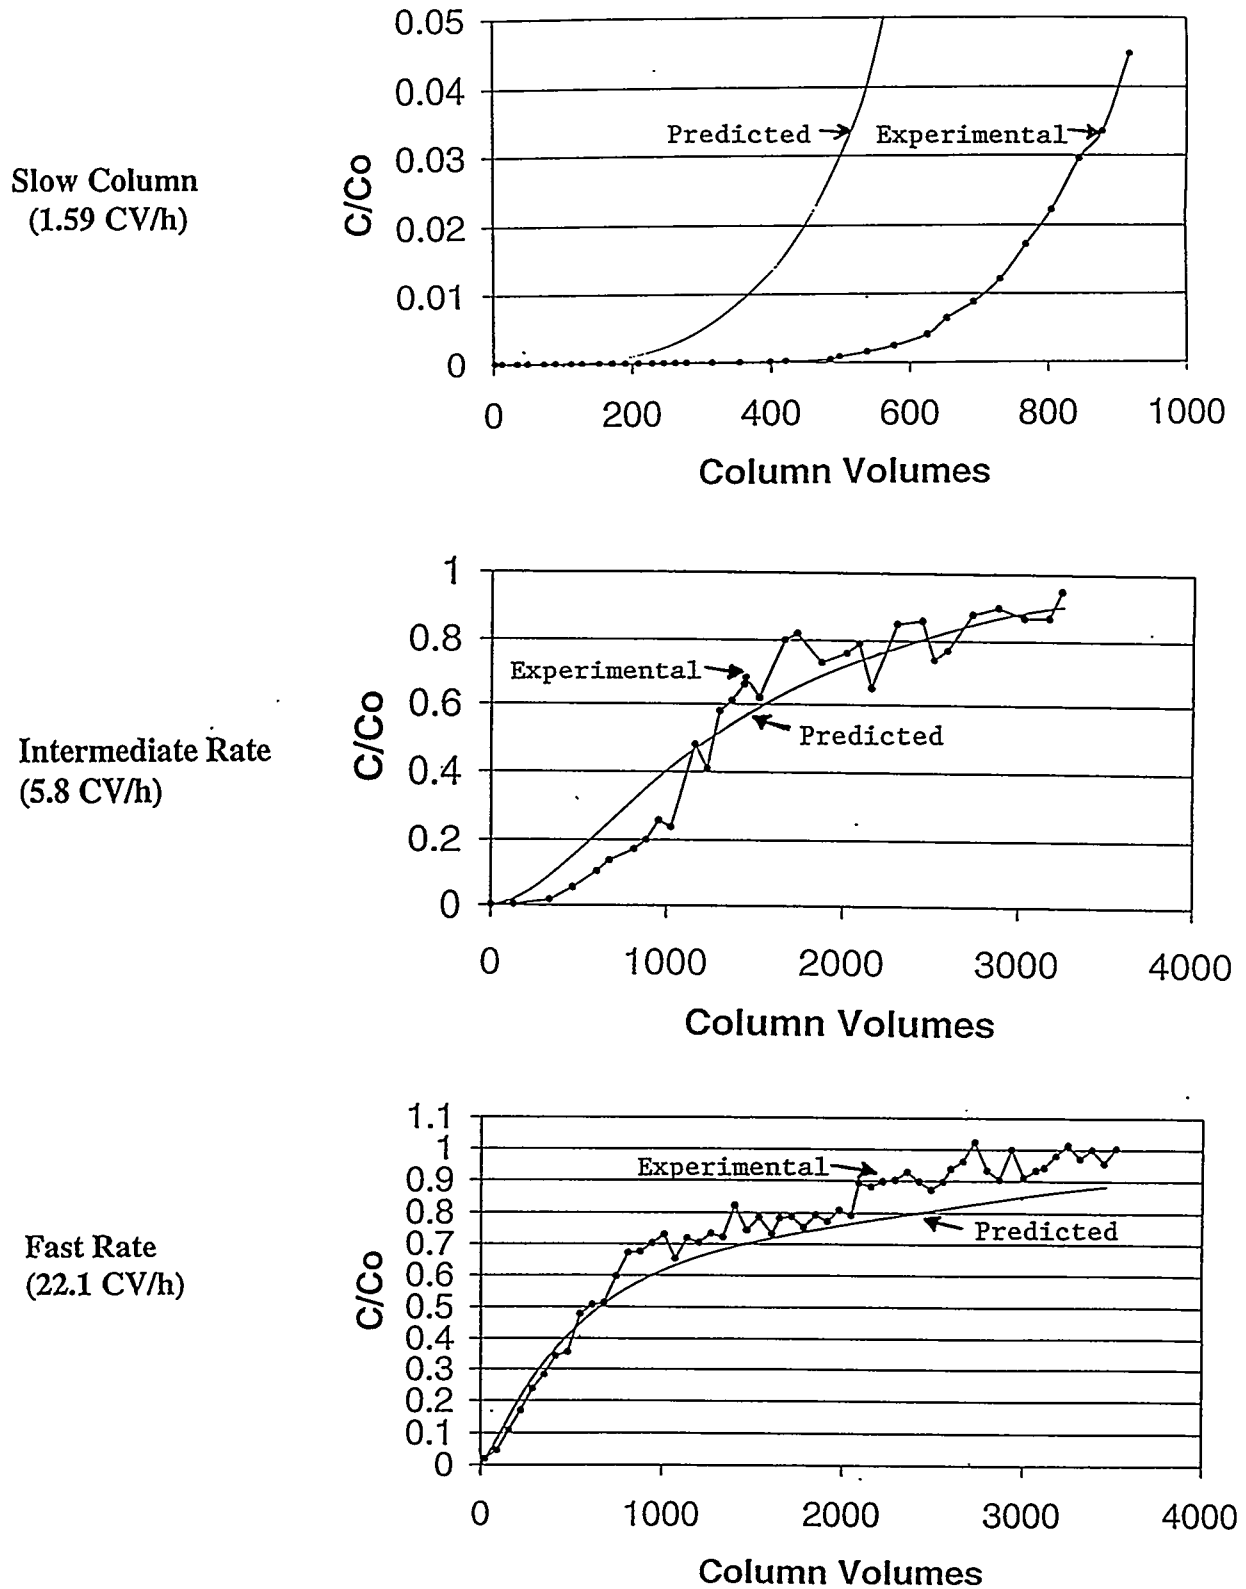 0.05
0.04
Predicted
Experimental
0.03
Slow Column
(1.59 CV/h)
C/Co
0.02
0.01
0
0 200 400 600 800 1000
Column Volumes
1
0.8
Experimental
0.6
Intermediate Rate
(5.8 CV/h)
C/Co
Predicted
0.4
0.2
0
0 1000 2000 3000 4000
Column Volumes
1.1
1
Experimental
0.9
0.8
Predicted
0.7
Fast Rate
(22.1 CV/h)
C/Co
0.6
0.5
0.4
0.3
0.2
0.1
0
0 1000 2000 3000 4000
Column Volumes